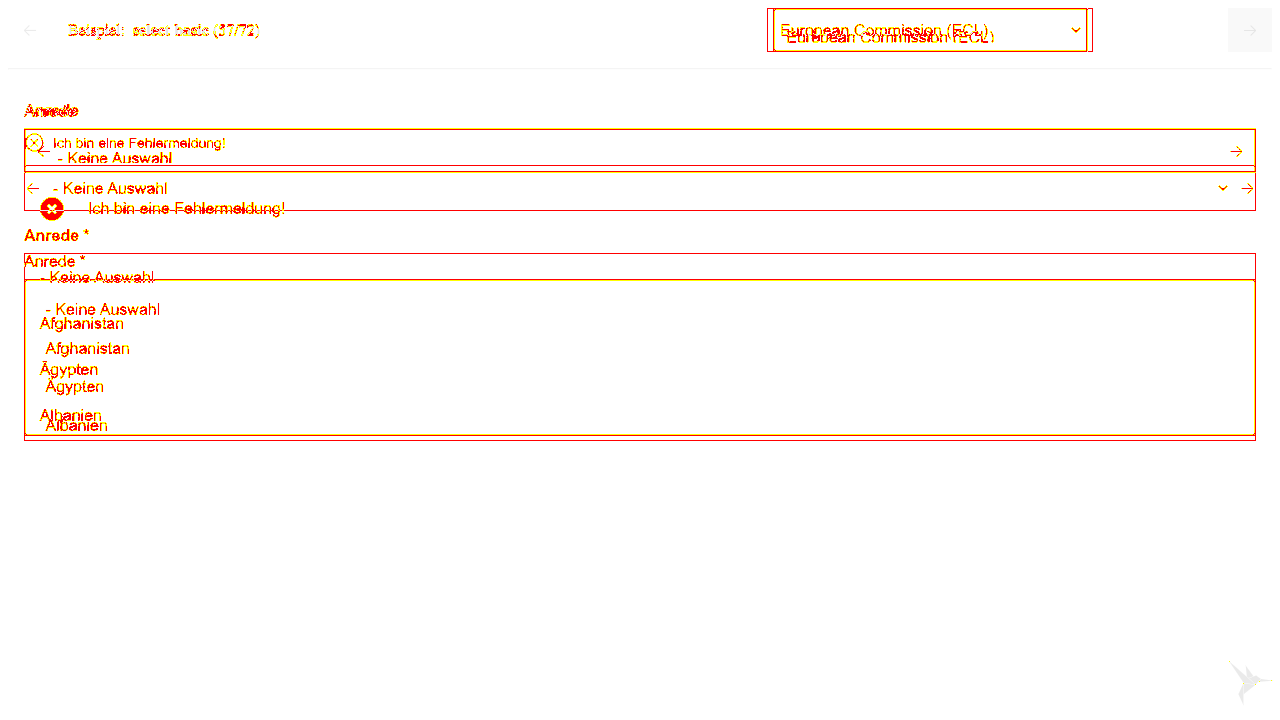 Beispiel: select basic (57/72)
European Commission (ECL)
European Commission (ECL)
Anrede
Ich bin eine Fehlermeldung!
- Keine Auswahl
- Keine Auswahl
Ich bin eine Fehlermeldung!
Anrede *
Anrede *
- Keine Auswahl
- Keine Auswahl
Afghanistan
Afghanistan
Ägypten
Ägypten
Albanien
Albanien